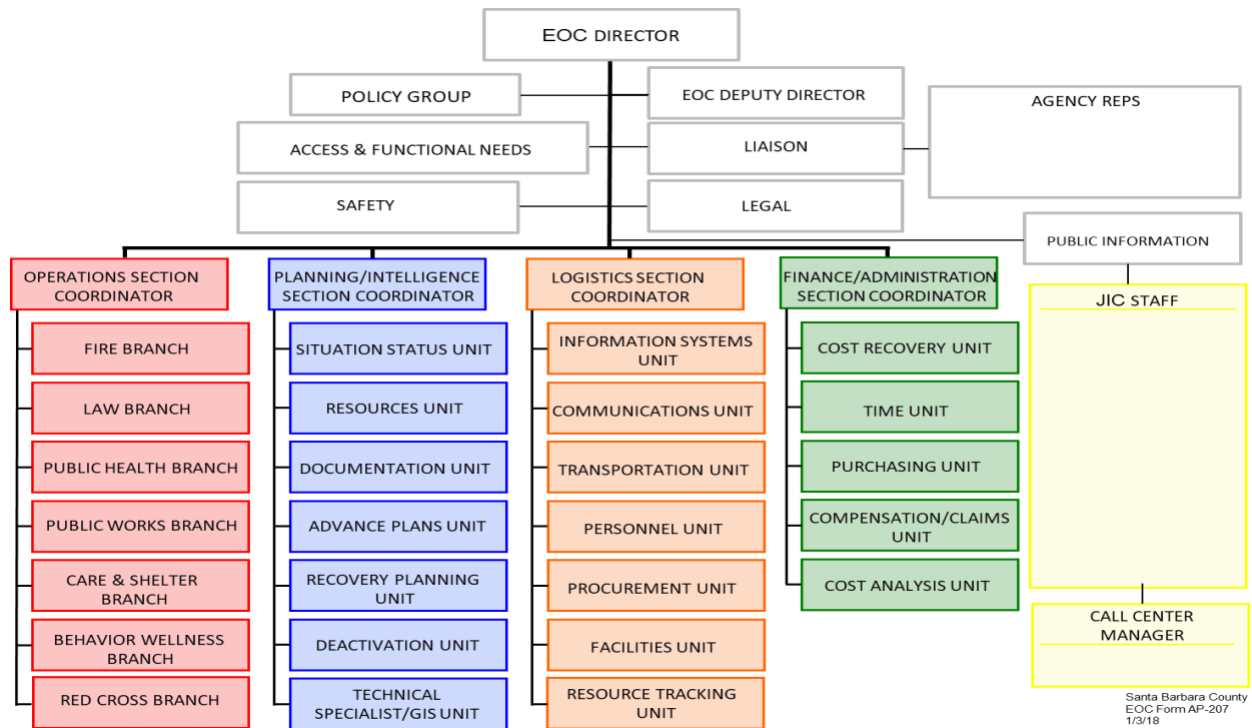 EOC DIRECTOR
POLICY GROUP
EOC DEPUTY DIRECTOR
AGENCY REPS
ACCESS & FUNCTIONAL NEEDS
LIAISON
SAFETY
LEGAL
PUBLIC INFORMATION
OPERATIONS SECTION
COORDINATOR
FIRE BRANCH
LAW BRANCH
PUBLIC HEALTH BRANCH
PUBLIC WORKS BRANCH
CARE & SHELTER
BRANCH
BEHAVIOR WELLNESS
BRANCH
RED CROSS BRANCH
PLANNING/INTELLIGENCE
SECTION COORDINATOR
SITUATION STATUS UNIT
RESOURCES UNIT
DOCUMENTATION UNIT
ADVANCE PLANS UNIT
RECOVERY PLANNING
UNIT
DEACTIVATION UNIT
TECHNICAL
SPECIALIST/GIS UNIT
LOGISTICS SECTION
COORDINATOR
INFORMATION SYSTEMS
UNIT
COMMUNICATIONS UNIT
TRANSPORTATION UNIT
PERSONNEL UNIT
PROCUREMENT UNIT
FACILITIES UNIT
RESOURCE TRACKING
UNIT
FINANCE/ADMINISTRATION
SECTION COORDINATOR
COST RECOVERY UNIT
TIME UNIT
PURCHASING UNIT
COMPENSATION/CLAIMS
UNIT
COST ANALYSIS UNIT
JIC STAFF
CALL CENTER
MANAGER
Santa Barbara County
EOC Form AP-207
1/3/18